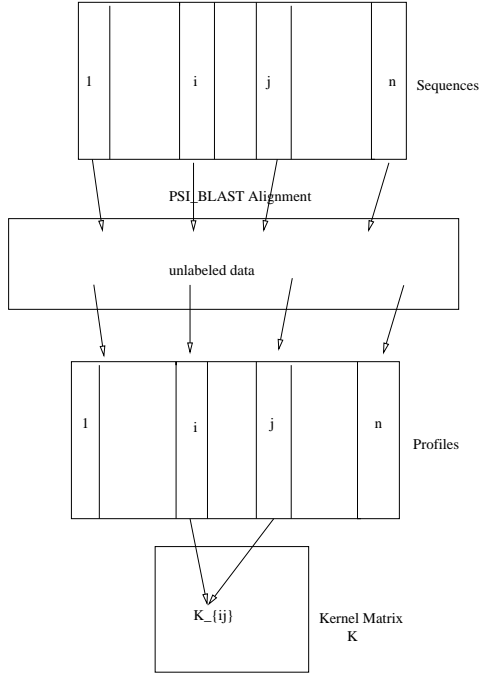 1 i j n Sequences
PSI_BLAST Alignment
unlabeled data
1 i j n
Profiles
K_{ij}
Kernel Matrix
K